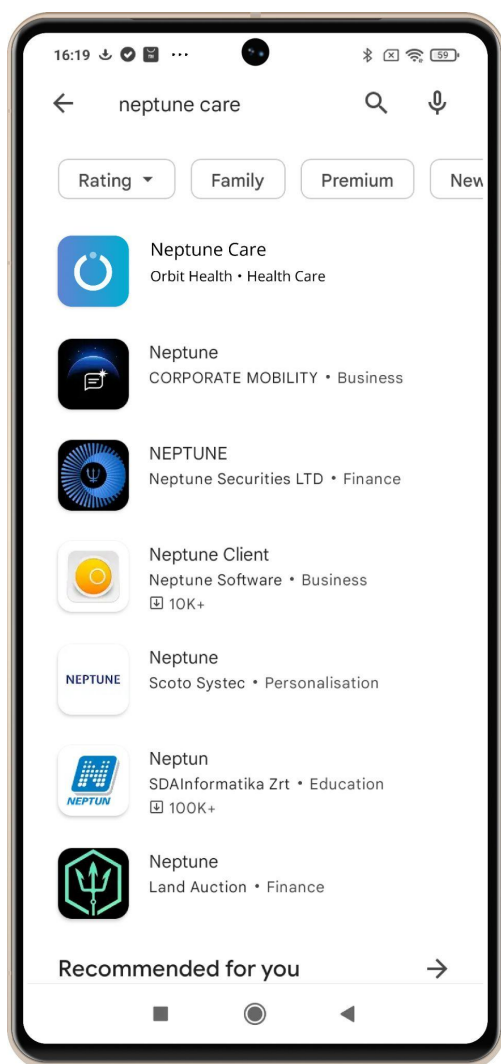 16:19
59
neptune care
Rating
Family
Premium
New
Neptune Care
Orbit Health • Health Care
Neptune
CORPORATE MOBILITY • Business
NEPTUNE
Neptune Securities LTD • Finance
Neptune Client
Neptune Software • Business
10K+
NEPTUNE
Neptune
Scoto Systec • Personalisation
NEPTUN
Neptun
SDAInformatika Zrt • Education
100K+
Neptune
Land Auction • Finance
Recommended for you